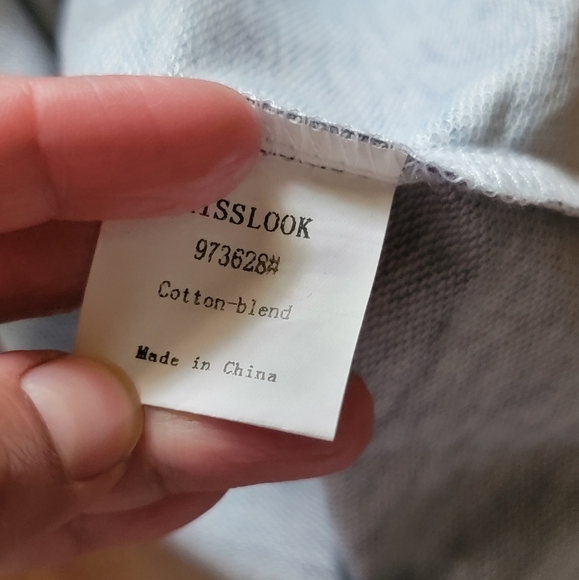 ISSLOOK
973628#
Cotton-blend
Made in China